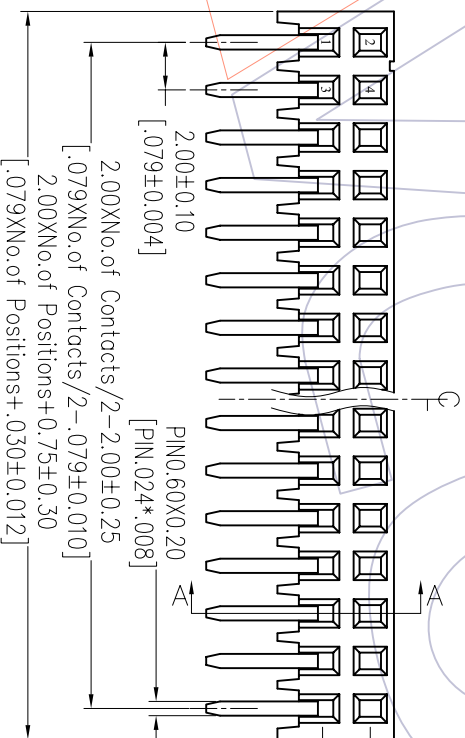 1
2
3
4
2.00±0.10
[.079±0.004]
2.00XNo.of Contacts/2-2.00±0.25
[.079XNo.of Contacts/2-.079±0.010]
2.00XNo.of Positions+0.75±0.30
[.079XNo.of Positions+.030±0.012]
PIN0.60X0.20
[PIN.024*.008]
A
A
C